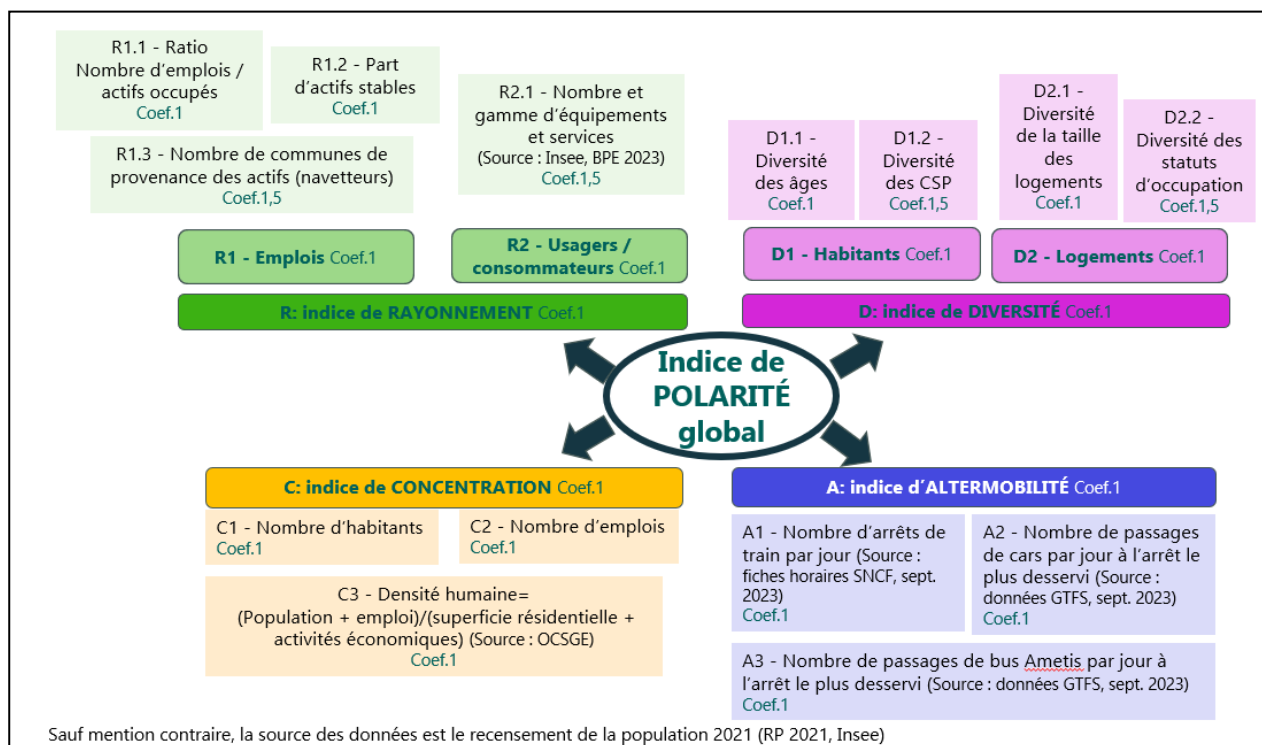 R1.1 - Ratio
Nombre d'emplois /
actifs occupés
Coef.1
R1.2 - Part
d'actifs stables
Coef.1
R1.3 - Nombre de communes de
provenance des actifs (navetteurs)
Coef.1,5
R2.1 - Nombre et
gamme d'équipements
et services
(Source : Insee, BPE 2023)
Coef.1,5
D1.1 -
Diversité
des âges
Coef.1
D1.2 -
Diversité
des CSP
Coef.1,5
D2.1 -
Diversité
de la taille
des
logements
Coef.1
D2.2 -
Diversité des
statuts
d'occupation
Coef.1,5
R1 - Emplois Coef.1
R2 - Usagers /
consommateurs Coef.1
D1 - Habitants Coef.1
D2 - Logements Coef.1
R: indice de RAYONNEMENT Coef.1
D: indice de DIVERSITÉ Coef.1
Indice de
POLARITÉ
global
C: indice de CONCENTRATION Coef.1
A: indice d'ALTERMOBILITÉ Coef.1
C1 - Nombre d'habitants
Coef.1
C2 - Nombre d'emplois
Coef.1
C3 - Densité humaine=
(Population + emploi)/(superficie résidentielle +
activités économiques) (Source : OCSGE)
Coef.1
A1 - Nombre d'arrêts de
train par jour (Source :
fiches horaires SNCF, sept.
2023)
Coef.1
A2 - Nombre de passages
de cars par jour à l'arrêt le
plus desservi (Source :
données GTFS, sept. 2023)
Coef.1
A3 - Nombre de passages de bus Ametis par jour à
l'arrêt le plus desservi (Source : données GTFS, sept. 2023)
Coef.1
Sauf mention contraire, la source des données est le recensement de la population 2021 (RP 2021, Insee)